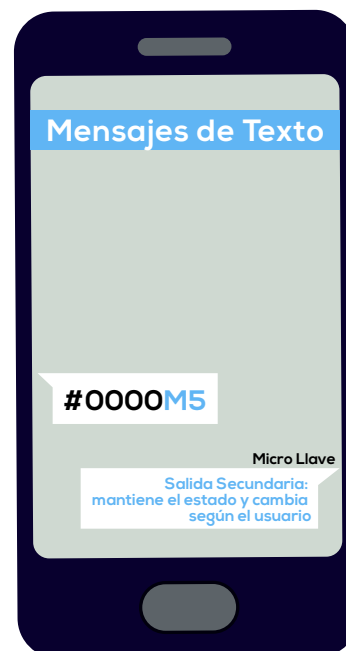 Mensajes de Texto
#0000M5
Micro Llave
Salida Secundaria:
mantiene el estado y cambia
según el usuario